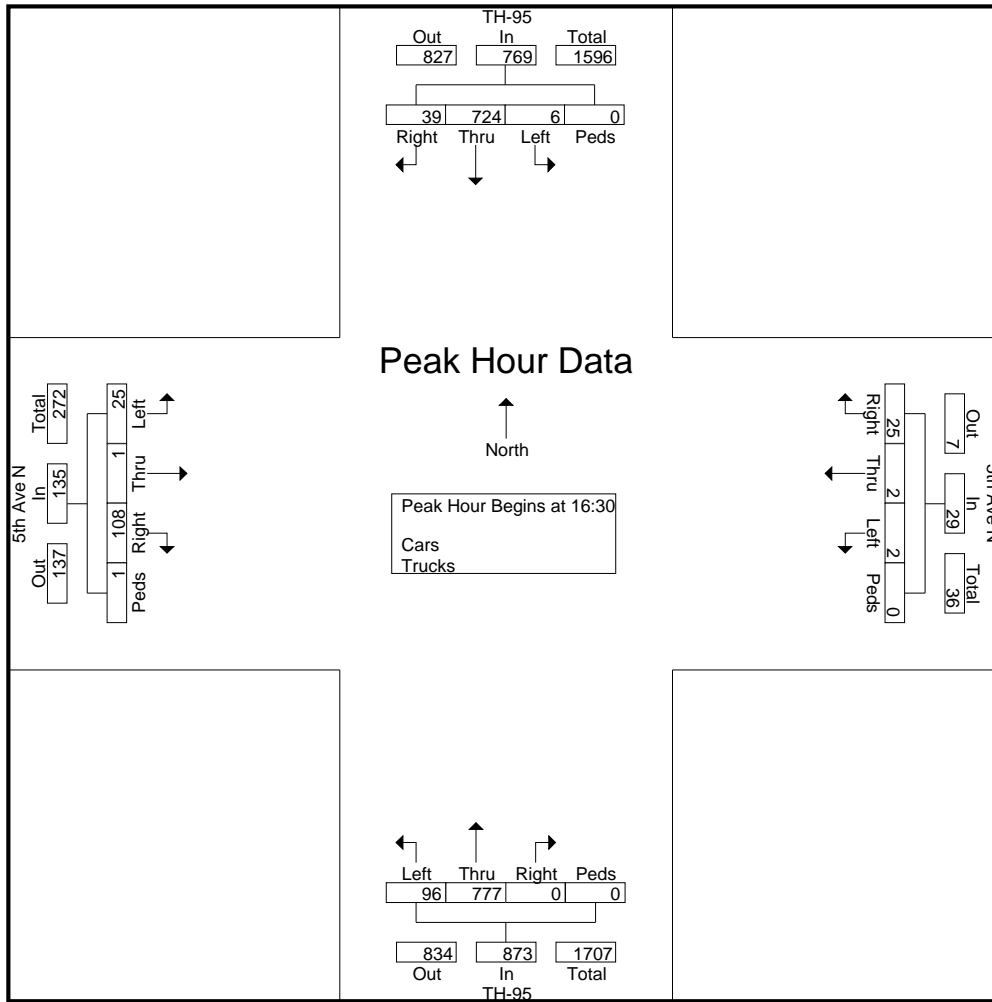 TH-95
Out In Total
827 769 1596
39 724 6 0
Right Thru Left Peds
Peak Hour Data
North
Peak Hour Begins at 16:30
Cars
Trucks
5th Ave N
Total In Out
272 135 137
25 1 108 1
Left Thru Right Peds
Right Thru Left Peds
25 2 2 0
Out In Total
7 29 36
Ave N
Left Thru Right Peds
96 777 0 0
834 873 1707
Out In Total
TH-95